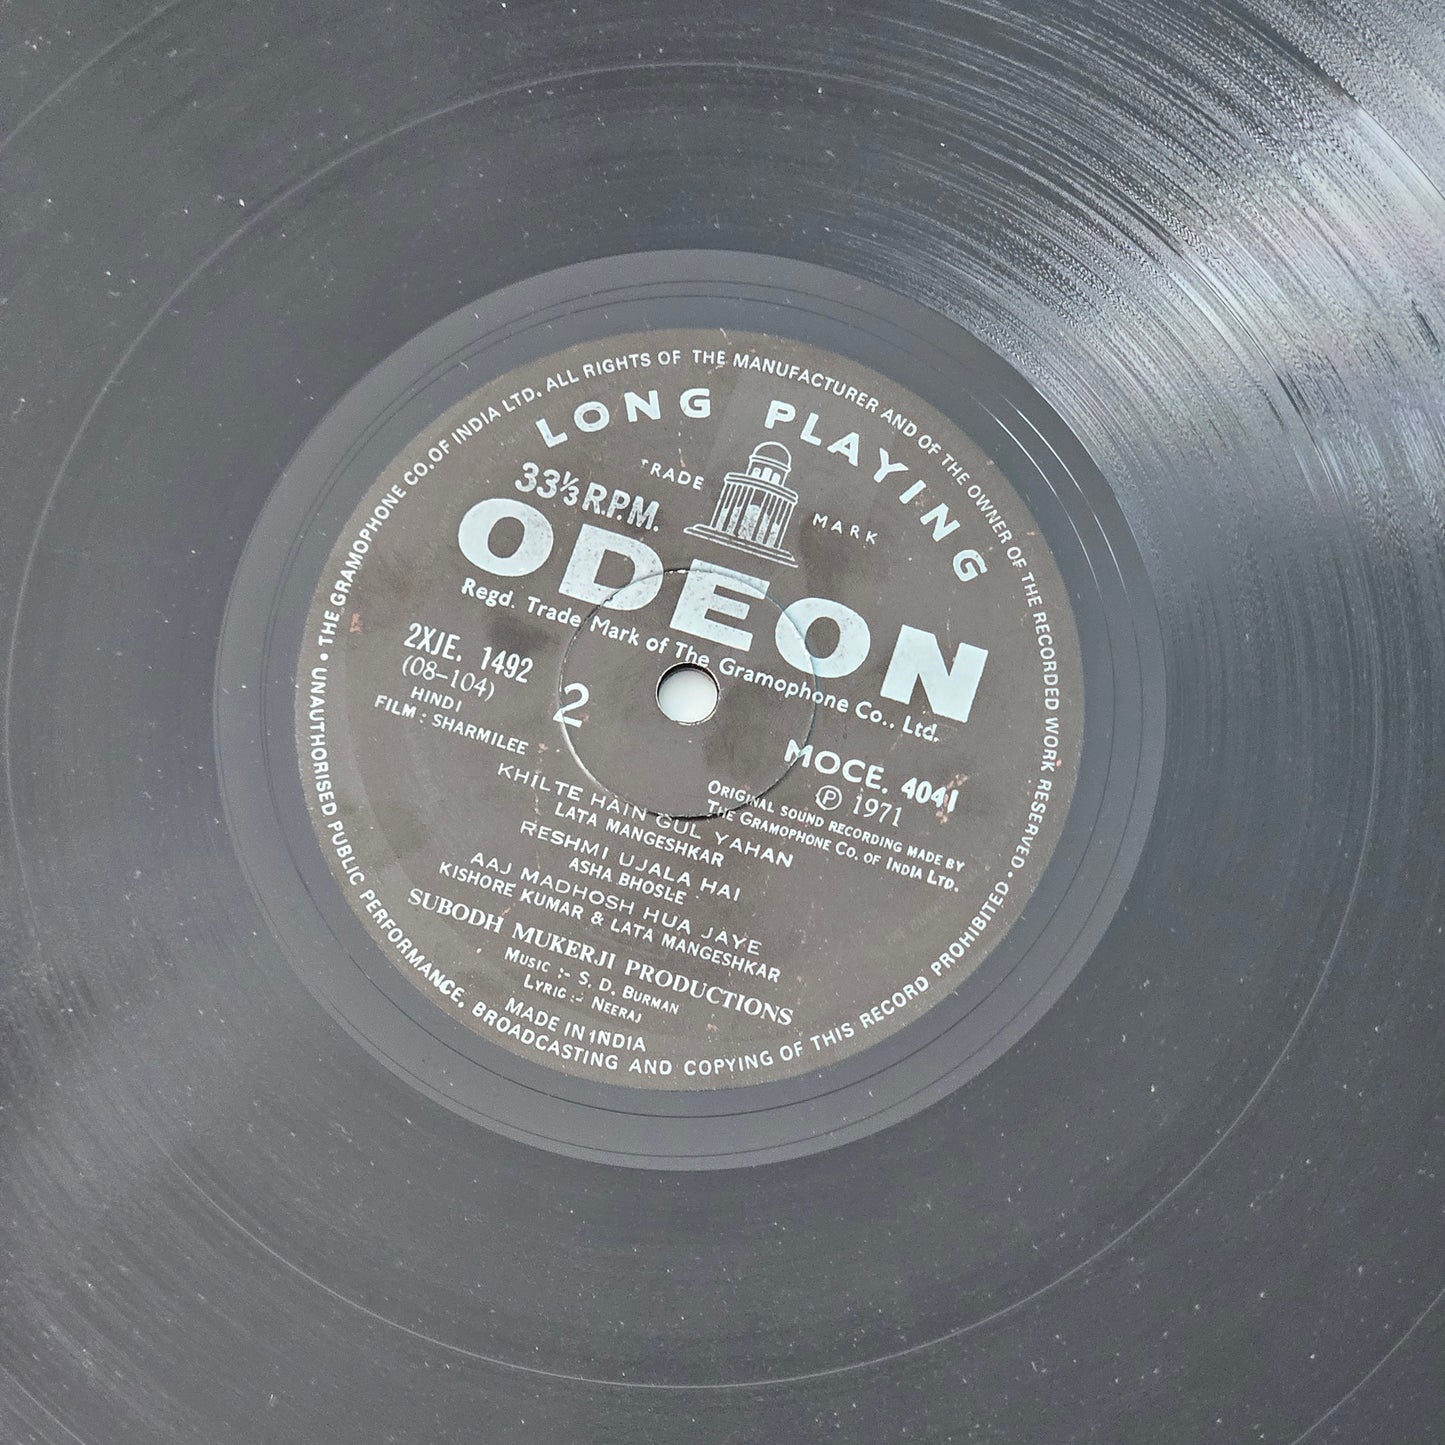 • THE GRAMOPHONE CO. OF INDIA LTD. ALL RIGHTS OF THE MANUFACTURER AND OF THE OWNER OF THE RECORDED WORK RESERVED •
UNAUTHORISED PUBLIC PERFORMANCE, BROADCASTING AND COPYING OF THIS RECORD PROHIBITED
LONG PLAYING
33⅓ R.P.M.
TRADE MARK
ODEON
Regd. Trade Mark of The Gramophone Co., Ltd.
2XJE. 1492
(08-104)
HINDI
FILM : SHARMILEE
2
MOCE. 4041
Ⓟ 1971
ORIGINAL SOUND RECORDING MADE BY
THE GRAMOPHONE CO. OF INDIA LTD.
KHILTE HAIN GUL YAHAN
LATA MANGESHKAR
RESHMI UJALA HAI
ASHA BHOSLE
AAJ MADHOSH HUA JAYE
KISHORE KUMAR & LATA MANGESHKAR
SUBODH MUKERJI PRODUCTIONS
MUSIC :- S. D. BURMAN
LYRIC :- NEERAJ
MADE IN INDIA